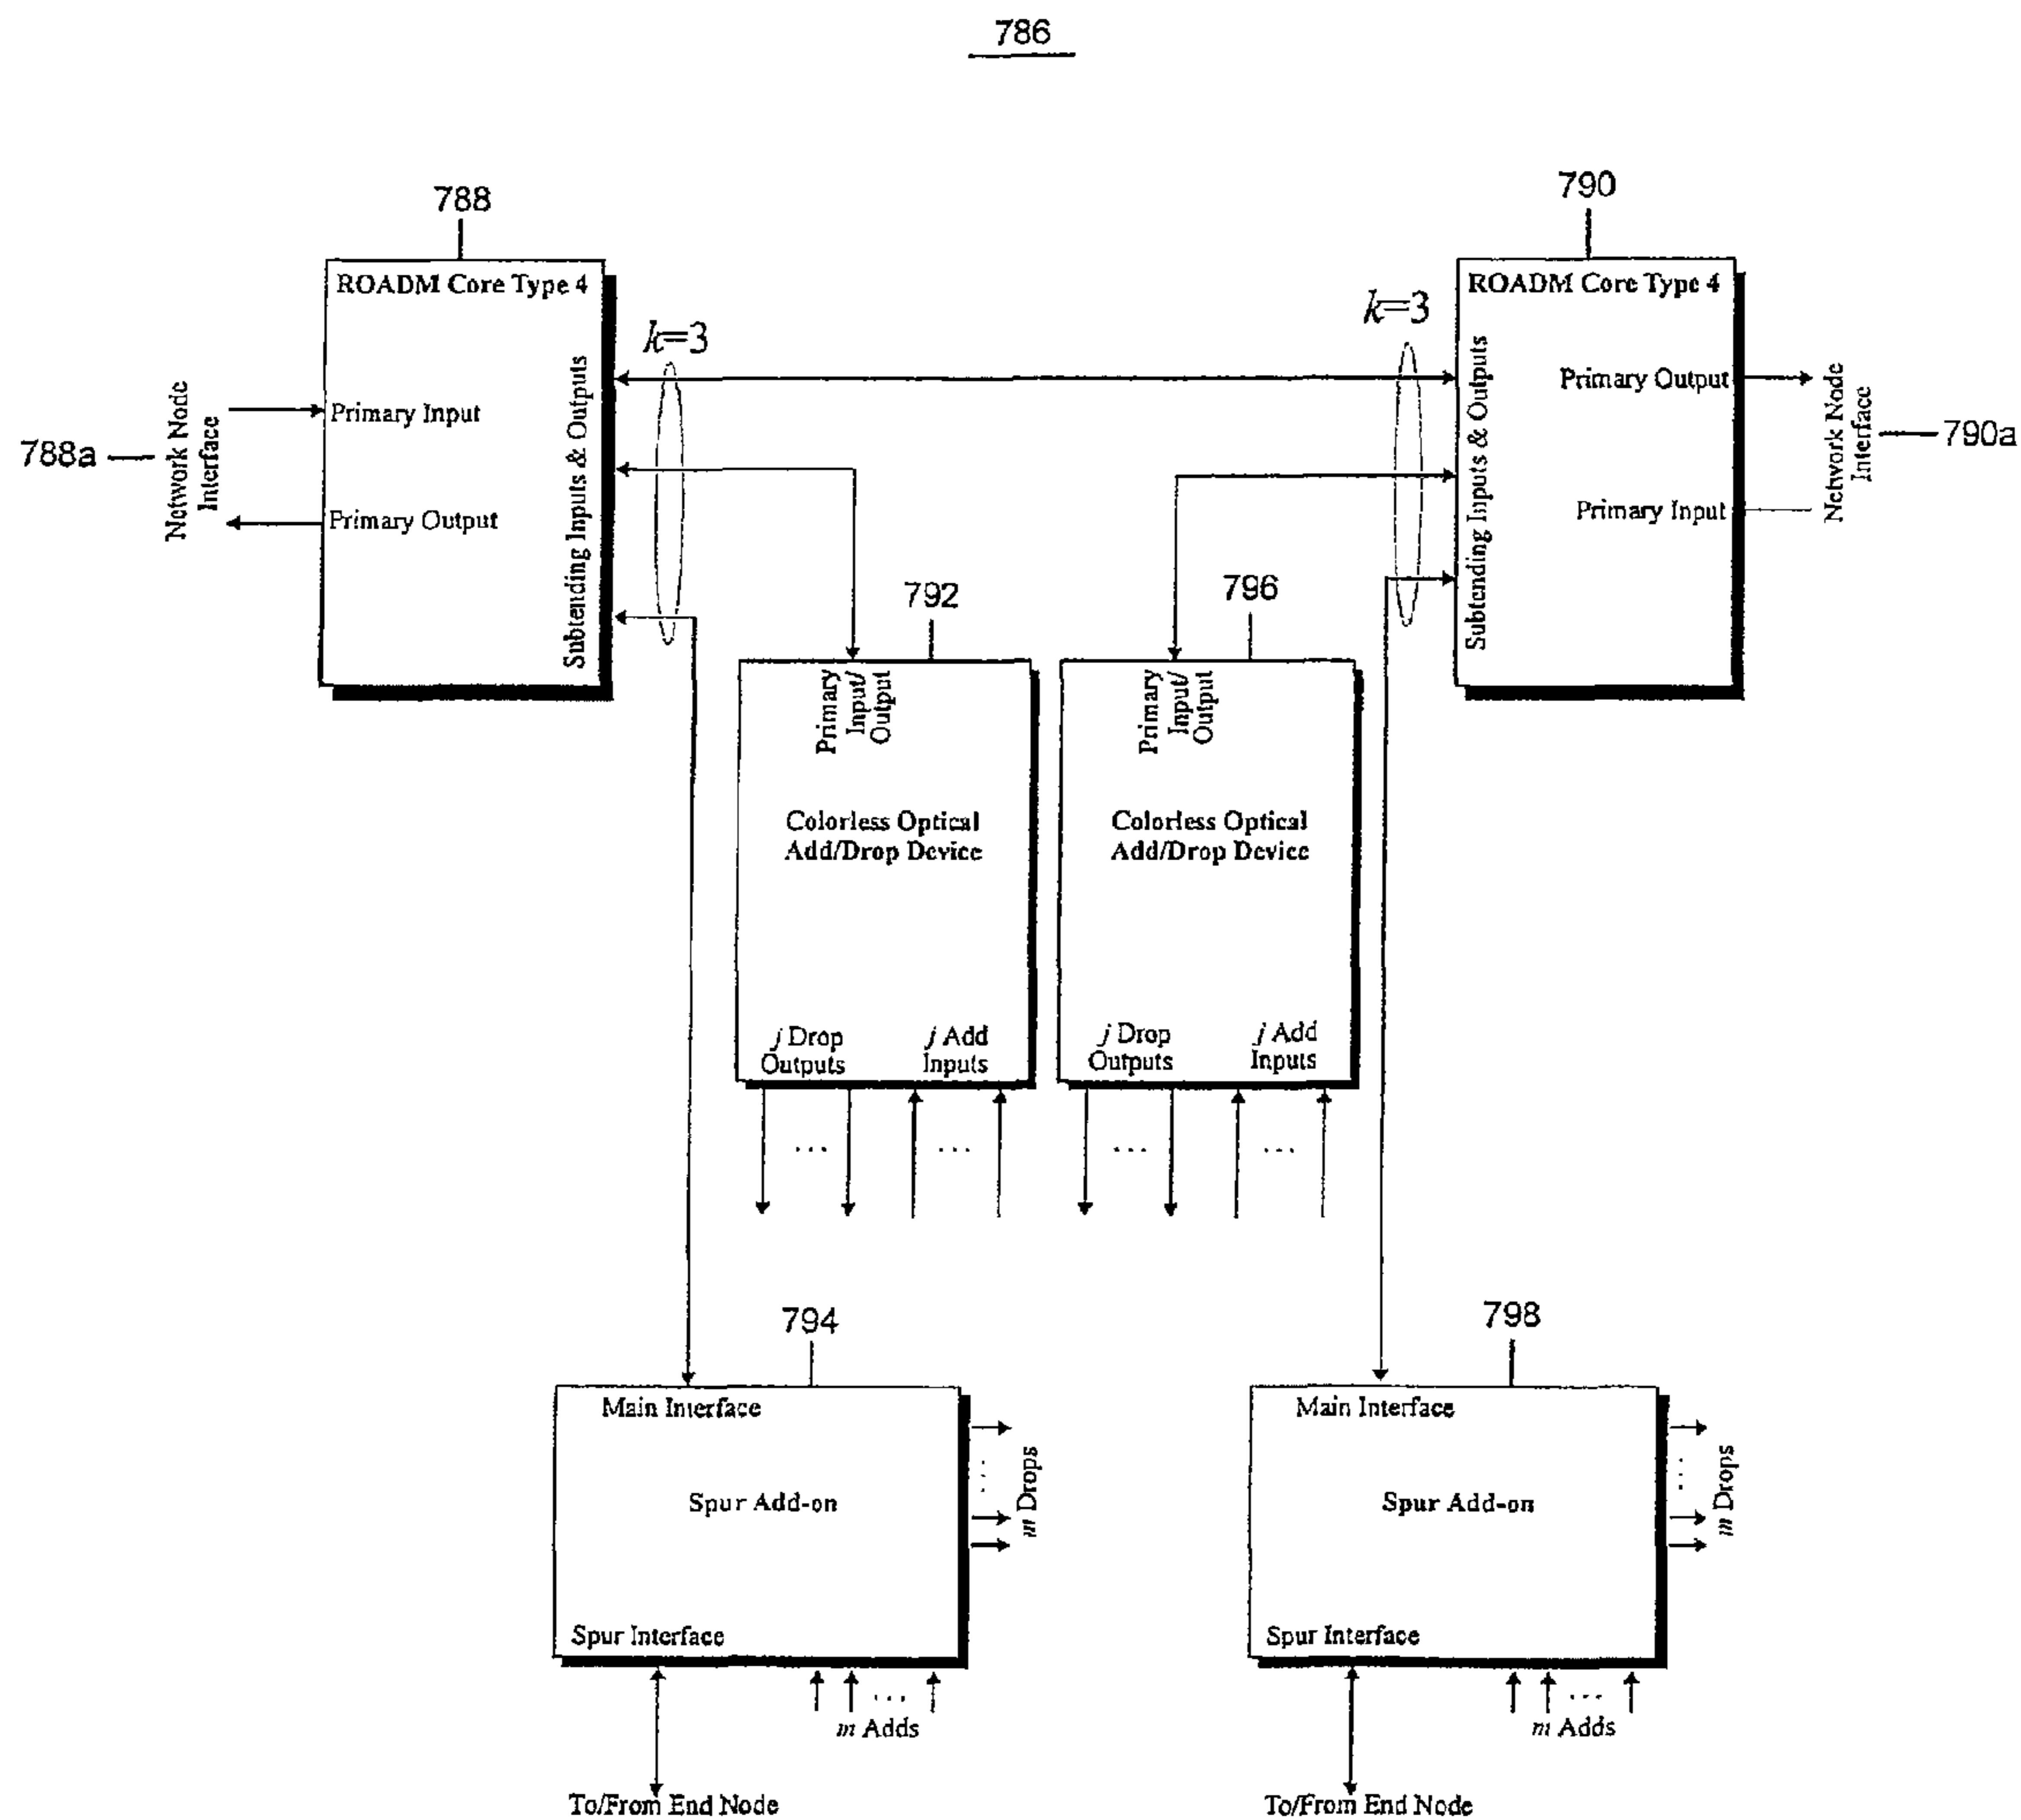 786
788
790
ROADM Core Type 4
ROADM Core Type 4
k=3
k=3
Subtending Inputs & Outputs
Subtending Inputs & Outputs
Primary Input
Primary Output
Primary Output
Primary Input
788a
Network Node
Interface
Network Node
Interface
790a
792
796
Primary
Input/
Output
Primary
Input/
Output
Colorless Optical
Add/Drop Device
Colorless Optical
Add/Drop Device
j Drop
Outputs
j Add
Inputs
j Drop
Outputs
j Add
Inputs
...
...
...
...
794
798
Main Interface
Main Interface
Spur Add-on
Spur Add-on
...
m Drops
...
m Drops
Spur Interface
Spur Interface
...
m Adds
...
m Adds
To/From End Node
To/From End Node